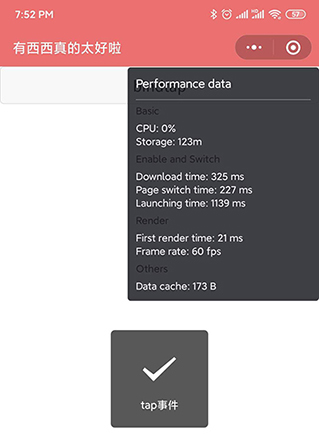 7:52 PM
57
有西西真的太好啦
bindtap
Performance data
Basic
CPU: 0%
Storage: 123m
Enable and Switch
Download time: 325 ms
Page switch time: 227 ms
Launching time: 1139 ms
Render
First render time: 21 ms
Frame rate: 60 fps
Others
Data cache: 173 B
tap事件